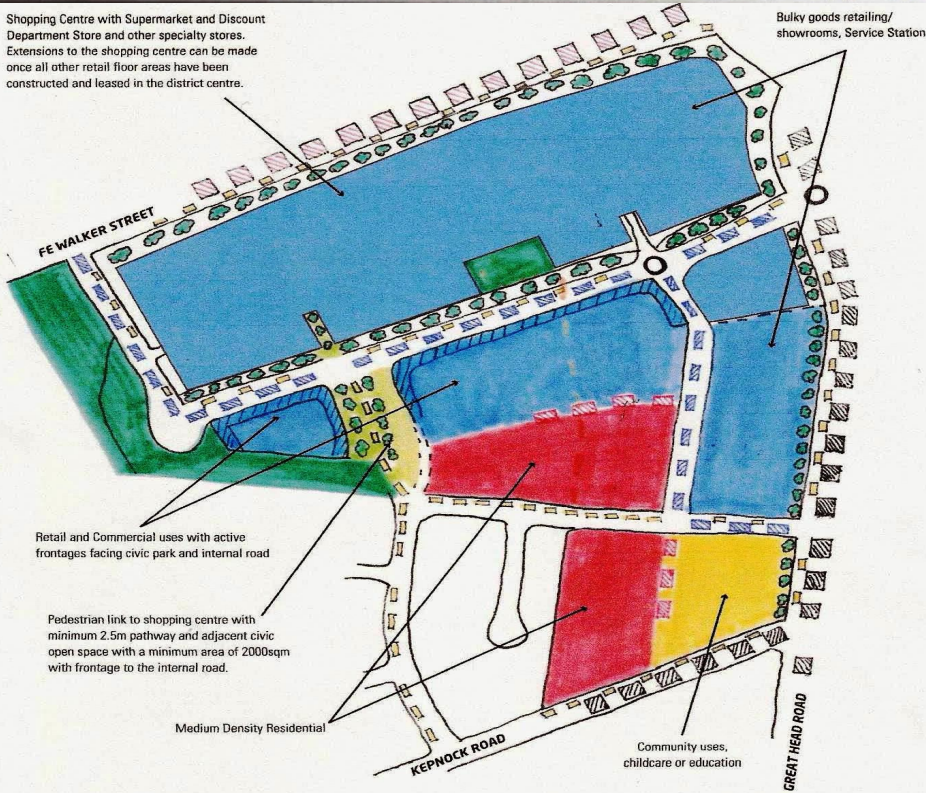 Shopping Centre with Supermarket and Discount
Department Store and other specialty stores.
Extensions to the shopping centre can be made
once all other retail floor areas have been
constructed and leased in the district centre.
Bulky goods retailing/
showrooms, Service Station
FE WALKER STREET
Retail and Commercial uses with active
frontages facing civic park and internal road
Pedestrian link to shopping centre with
minimum 2.5m pathway and adjacent civic
open space with a minimum area of 2000sqm
with frontage to the internal road.
Medium Density Residential
KEPNOCK ROAD
Community uses,
childcare or education
GREAT HEAD ROAD